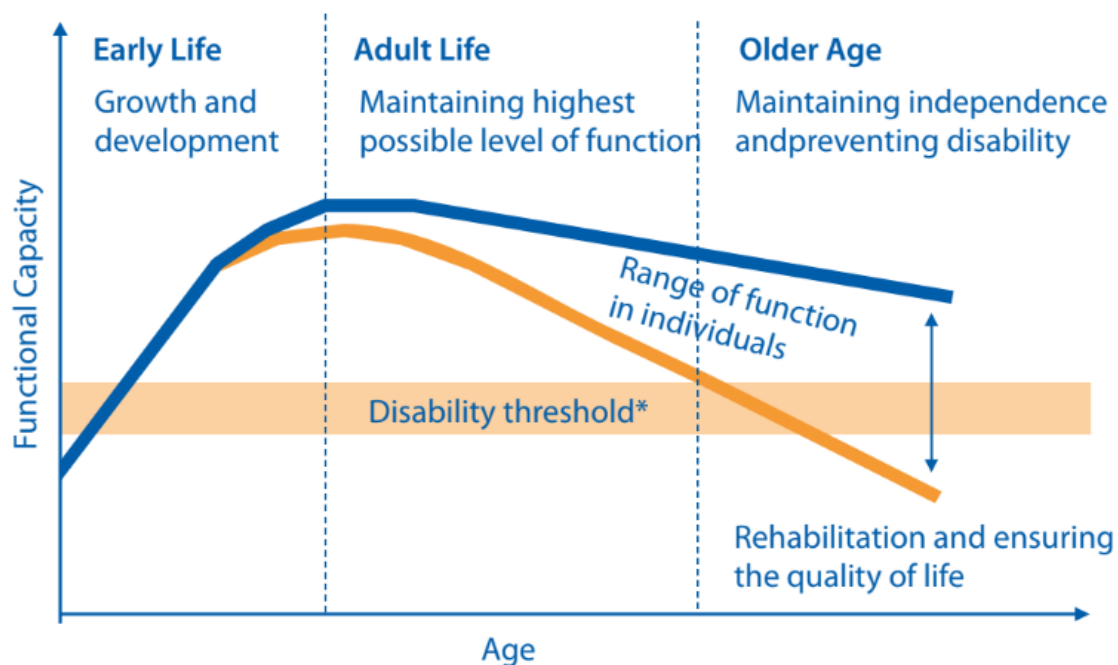 Early Life
Growth and
development
Adult Life
Maintaining highest
possible level of function
Older Age
Maintaining independence
andpreventing disability
Functional Capacity
Range of function
in individuals
Disability threshold*
Rehabilitation and ensuring
the quality of life
Age